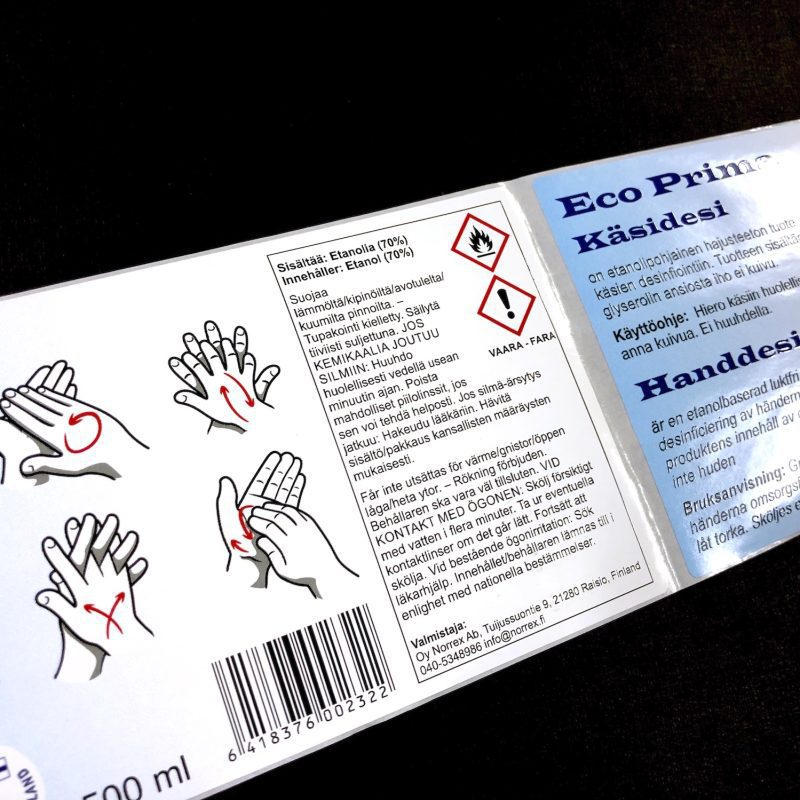 Sisältää: Etanolia (70%)
Innehåller: Etanol (70%)
Suojaa
lämmöltä/kipinöiltä/avotulelta/
kuumilta pinnoilta. –
Tupakointi kielletty. Säilytä
tiiviisti suljettuna. JOS
KEMIKAALIA JOUTUU
SILMIIN: Huuhdo
huolellisesti vedellä usean
minuutin ajan. Poista
mahdolliset piilolinssit, jos
sen voi tehdä helposti. Jos silmä-ärsytys
jatkuu: Hakeudu lääkäriin. Hävitä
sisältö/pakkaus kansallisten määräysten
mukaisesti.
VAARA - FARA
Får inte utsättas för värme/gnistor/öppen
låga/heta ytor. – Rökning förbjuden.
Behållaren ska vara väl tillsluten. VID
KONTAKT MED ÖGONEN: Skölj försiktigt
med vatten i flera minuter. Ta ur eventuella
kontaktlinser om det går lätt. Fortsätt att
skölja. Vid bestående ögonirritation: Sök
läkarhjälp. Innehållet/behållaren lämnas till i
enlighet med nationella bestämmelser.
Valmistaja:
Oy Norrex Ab, Tuijussuontie 9, 21280 Raisio, Finland
040-5348986 info@norrex.fi
6 418376 002322
500 ml
LAND
Eco Prima
Käsidesi
on etanolipohjainen hajusteeton tuote
käsien desinfiointiin. Tuotteen
glyserolin ansiosta iho ei kuivu.
Käyttöohje: Hiero käsiin
anna kuivua. Ei huuhdella.
Handdesi
är en etanolbaserad
desinficiering av händern
produktens innehåll av
inte huden
Bruksanvisning:
händerna
låt torka. Sköljes